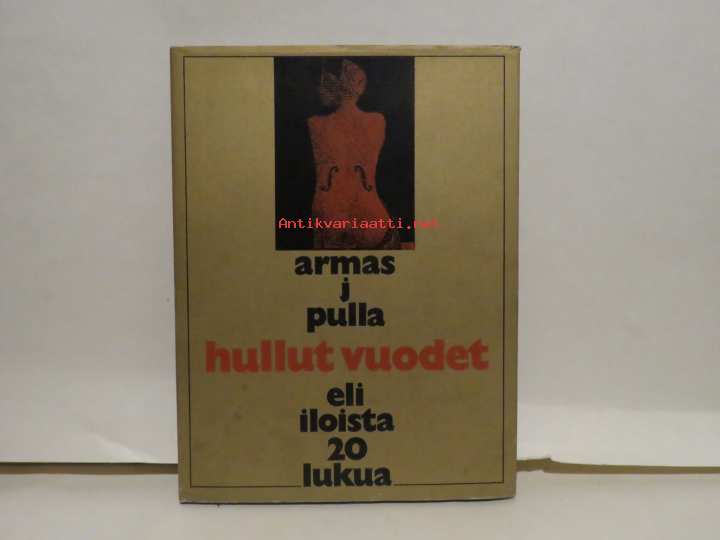 Antikvariaatti.net
armas
j
pulla
hullut vuodet
eli
iloista
20
lukua